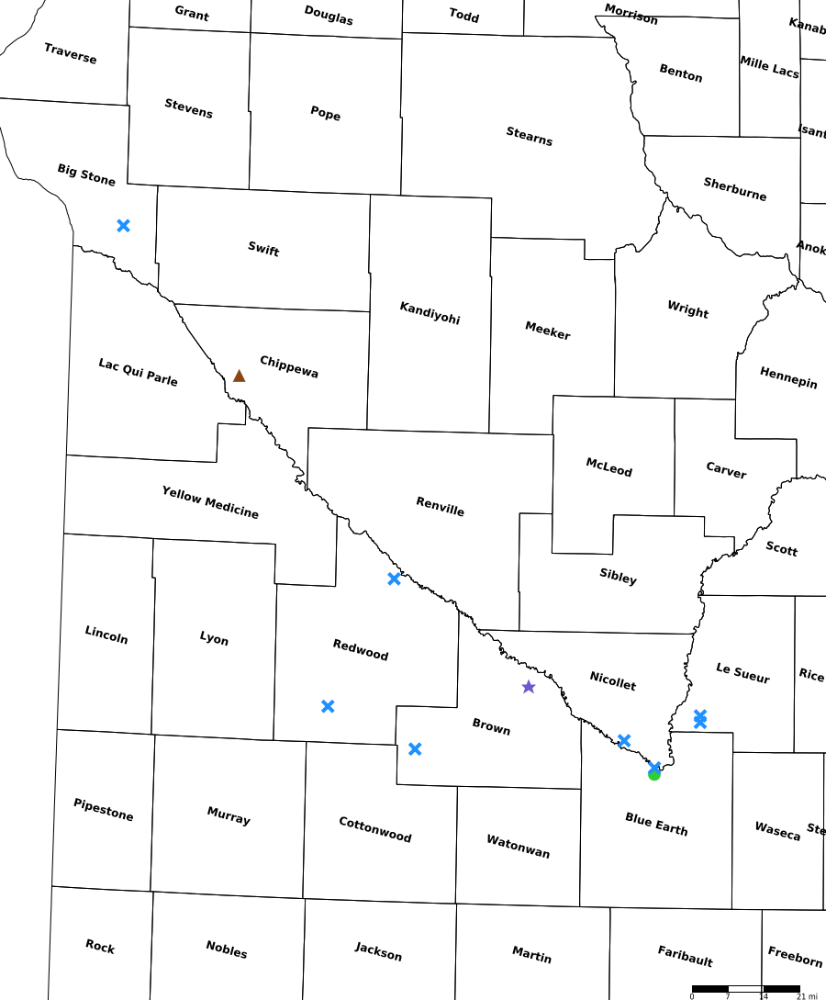 Grant
Douglas
Todd
Morrison
Kanab
Traverse
Benton
Mille Lacs
Stevens
Pope
Stearns
Isant
Big Stone
Sherburne
Swift
Anok
Kandiyohi
Meeker
Wright
Lac Qui Parle
Chippewa
Hennepin
McLeod
Carver
Yellow Medicine
Renville
Scott
Sibley
Lincoln
Lyon
Redwood
Nicollet
Le Sueur
Rice
Brown
Pipestone
Murray
Cottonwood
Watonwan
Blue Earth
Waseca
Ste
Rock
Nobles
Jackson
Martin
Faribault
Freeborn
0 7 14 21 mi